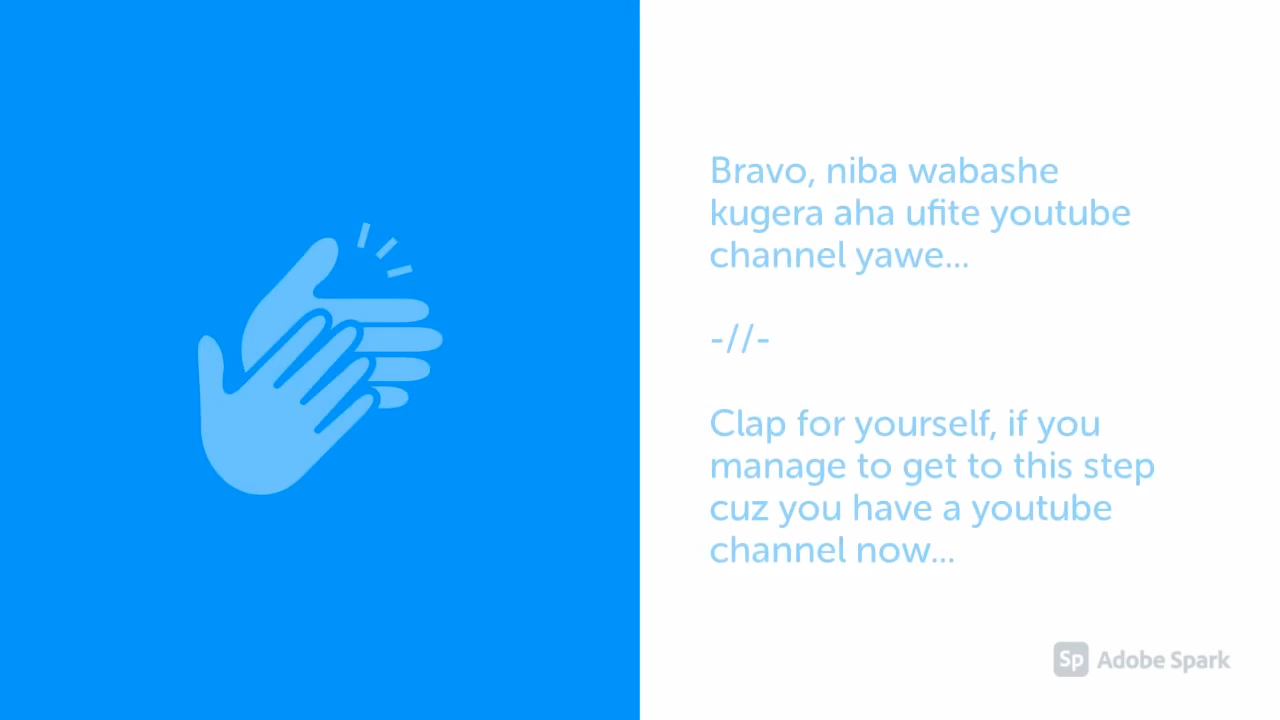 Bravo, niba wabashe
kugera aha ufite youtube
channel yawe...
-//-
Clap for yourself, if you
manage to get to this step
cuz you have a youtube
channel now...
Sp Adobe Spark